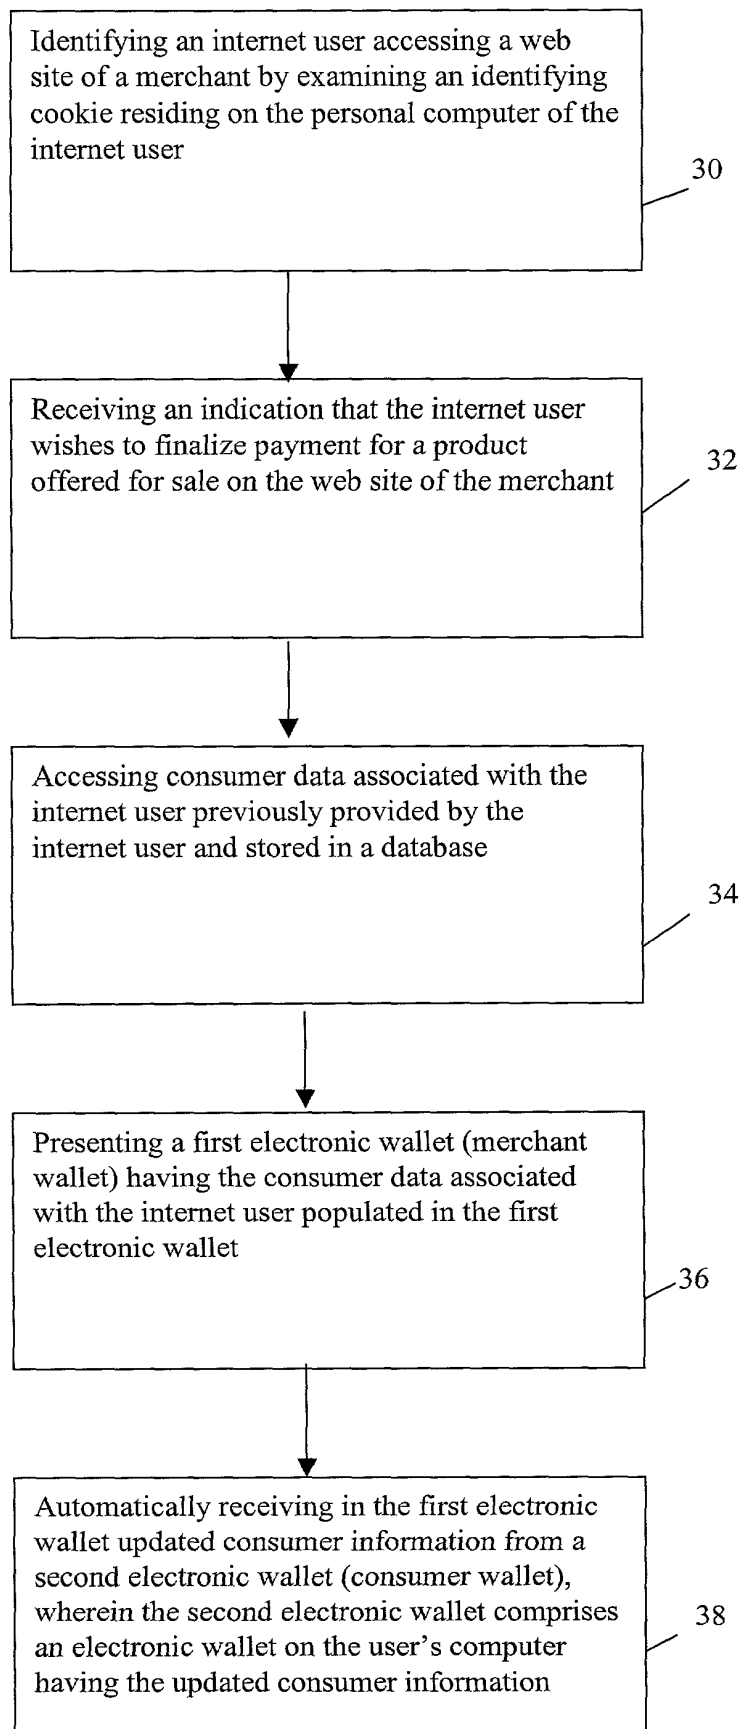 Identifying an internet user accessing a web
site of a merchant by examining an identifying
cookie residing on the personal computer of the
internet user
30
Receiving an indication that the internet user
wishes to finalize payment for a product
offered for sale on the web site of the merchant
32
Accessing consumer data associated with the
internet user previously provided by the
internet user and stored in a database
34
Presenting a first electronic wallet (merchant
wallet) having the consumer data associated
with the internet user populated in the first
electronic wallet
36
Automatically receiving in the first electronic
wallet updated consumer information from a
second electronic wallet (consumer wallet),
wherein the second electronic wallet comprises
an electronic wallet on the user's computer
having the updated consumer information
38